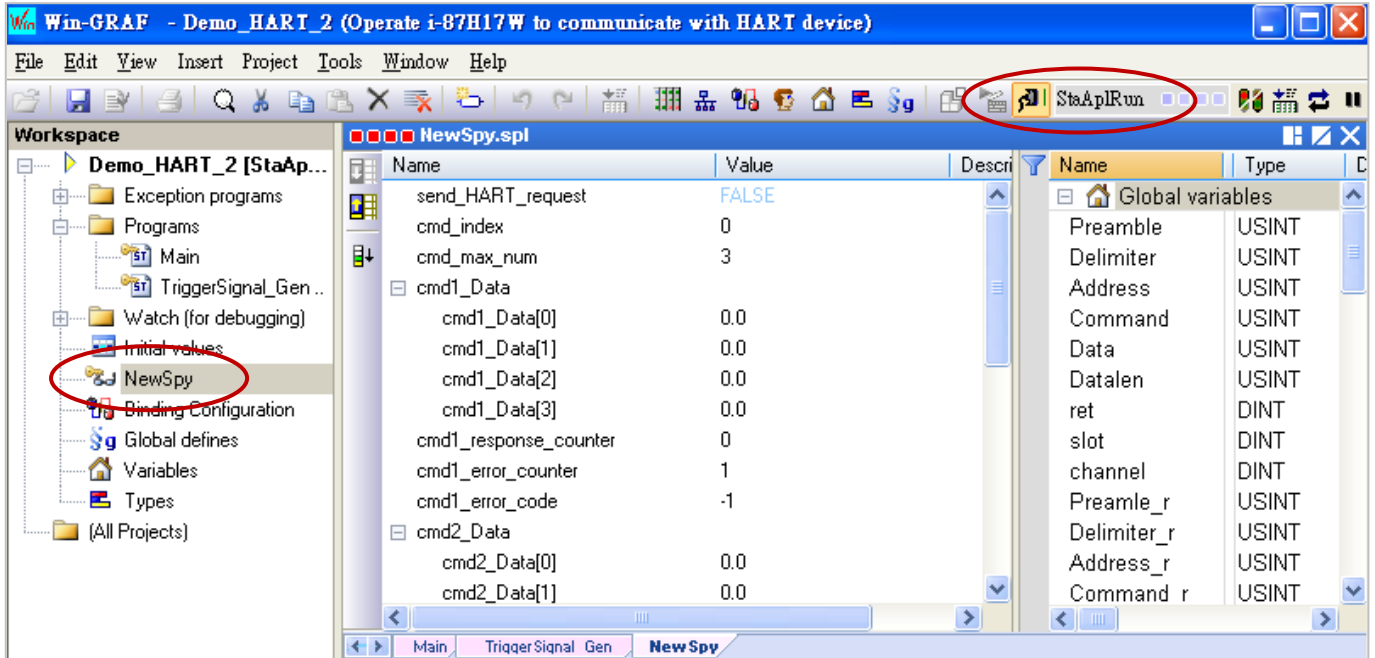 Win-GRAF - Demo_HART_2 (Operate i-87H17W to communicate with HART device)
File Edit View Insert Project Tools Window Help
StaAplRun
Workspace
Demo_HART_2 [StaAp...
Exception programs
Programs
Main
TriggerSignal_Gen ..
Watch (for debugging)
Initial values
NewSpy
Binding Configuration
Global defines
Variables
Types
(All Projects)
NewSpy.spl
Name Value Descri
send_HART_request FALSE
cmd_index 0
cmd_max_num 3
cmd1_Data
cmd1_Data[0] 0.0
cmd1_Data[1] 0.0
cmd1_Data[2] 0.0
cmd1_Data[3] 0.0
cmd1_response_counter 0
cmd1_error_counter 1
cmd1_error_code -1
cmd2_Data
cmd2_Data[0] 0.0
cmd2_Data[1] 0.0
Name Type D
Global variables
Preamble USINT
Delimiter USINT
Address USINT
Command USINT
Data USINT
Datalen USINT
ret DINT
slot DINT
channel DINT
Preamle_r USINT
Delimiter_r USINT
Address_r USINT
Command_r USINT
Main TriggerSignal_Gen NewSpy